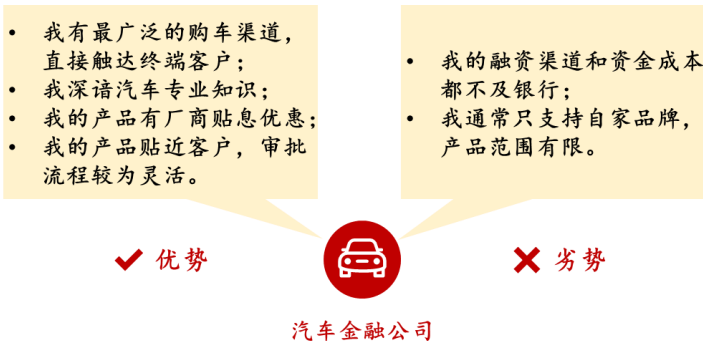 • 我有最广泛的购车渠道，
直接触达终端客户；
• 我深谙汽车专业知识；
• 我的产品有厂商贴息优惠；
• 我的产品贴近客户，审批
流程较为灵活。
• 我的融资渠道和资金成本
都不及银行；
• 我通常只支持自家品牌，
产品范围有限。
优势
劣势
汽车金融公司